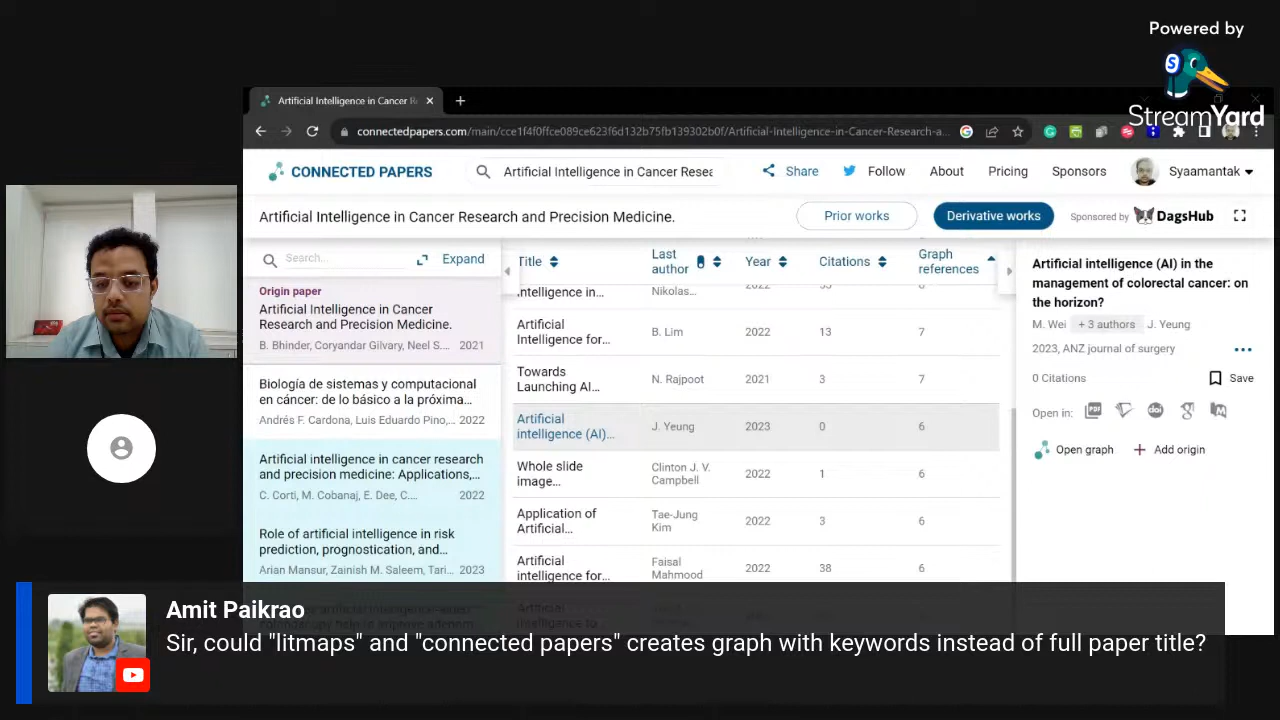 Powered by
StreamYard
Artificial Intelligence in Cancer R
connectedpapers.com/main/cce1f4f0ffce089ce623f6d132b75fb139302b0f/Artificial-Intelligence-in-Cancer-Research-a...
CONNECTED PAPERS
Artificial Intelligence in Cancer Resea
Share
Follow
About
Pricing
Sponsors
Syaamantak
Artificial Intelligence in Cancer Research and Precision Medicine.
Prior works
Derivative works
Sponsored by
DagsHub
Search...
Expand
Origin paper
Artificial Intelligence in Cancer
Research and Precision Medicine.
B. Bhinder, Coryandar Gilvary, Neel S.... 2021
Biología de sistemas y computacional
en cáncer: de lo básico a la próxima...
Andrés F. Cardona, Luis Eduardo Pino,... 2022
Artificial intelligence in cancer research
and precision medicine: Applications,...
C. Corti, M. Cobanaj, E. Dee, C.... 2022
Role of artificial intelligence in risk
prediction, prognostication, and...
Arian Mansur, Zainish M. Saleem, Tari... 2023
Title
Last
author
Year
Citations
Graph
references
Intelligence in... Nikolas...
Artificial
Intelligence for... B. Lim 2022 13 7
Towards
Launching AI... N. Rajpoot 2021 3 7
Artificial
intelligence (AI)... J. Yeung 2023 0 6
Whole slide
image... Clinton J. V.
Campbell 2022 1 6
Application of
Artificial... Tae-Jung
Kim 2022 3 6
Artificial
intelligence for... Faisal
Mahmood 2022 38 6
Artificial intelligence (AI) in the
management of colorectal cancer: on
the horizon?
M. Wei + 3 authors J. Yeung
2023, ANZ journal of surgery
0 Citations
Save
Open in:
PDF
doi
Open graph
Add origin
Amit Paikrao
Sir, could "litmaps" and "connected papers" creates graph with keywords instead of full paper title?